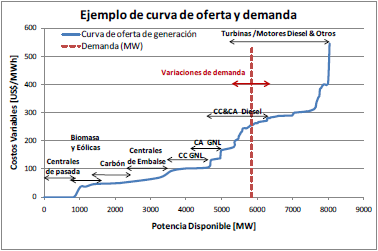 Ejemplo de curva de oferta y demanda
Curva de oferta de generación
Demanda (MW)
Turbinas /Motores Diesel & Otros
Variaciones de demanda
CC&CA Diesel
CA GNL
CC GNL
Centrales
de Embalse
Biomasa
y Eólicas
Carbón
Centrales
de pasada
Costos Variables [US$/MWh]
600
500
400
300
200
100
0
0 1000 2000 3000 4000 5000 6000 7000 8000 9000
Potencia Disponible [MW]